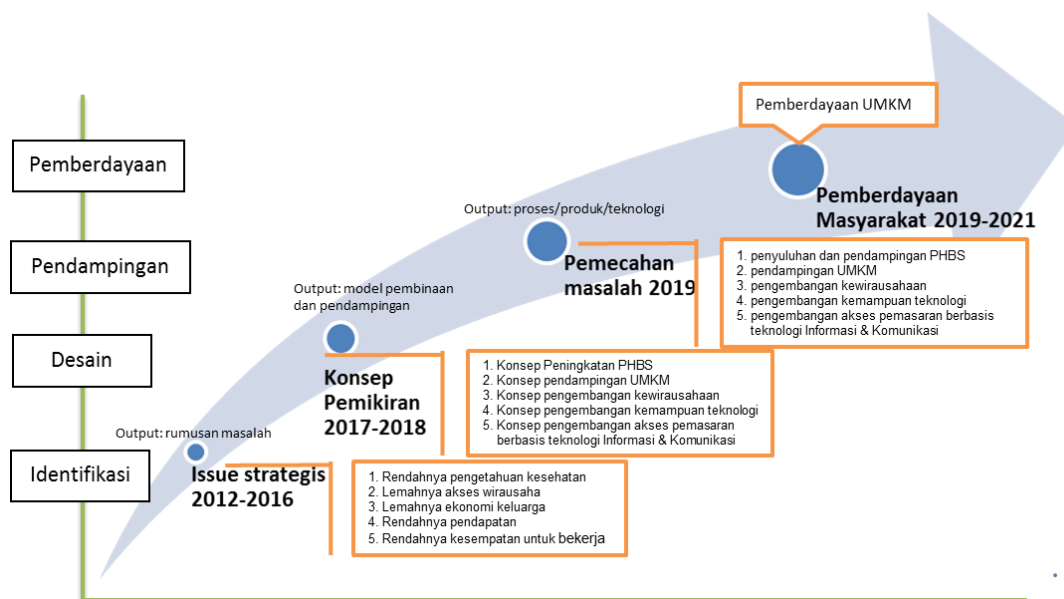 Pemberdayaan UMKM
Pemberdayaan
Pemberdayaan
Masyarakat 2019-2021
Output: proses/produk/teknologi
Pendampingan
Pemecahan
masalah 2019
1. penyuluhan dan pendampingan PHBS
2. pendampingan UMKM
3. pengembangan kewirausahaan
4. pengembangan kemampuan teknologi
5. pengembangan akses pemasaran berbasis
teknologi Informasi & Komunikasi
Output: model pembinaan
dan pendampingan
Desain
Konsep
Pemikiran
2017-2018
1. Konsep Peningkatan PHBS
2. Konsep pendampingan UMKM
3. Konsep pengembangan kewirausahaan
4. Konsep pengembangan kemampuan teknologi
5. Konsep pengembangan akses pemasaran
berbasis teknologi Informasi & Komunikasi
Output: rumusan masalah
Identifikasi
Issue strategis
2012-2016
1. Rendahnya pengetahuan kesehatan
2. Lemahnya akses wirausaha
3. Lemahnya ekonomi keluarga
4. Rendahnya pendapatan
5. Rendahnya kesempatan untuk bekerja